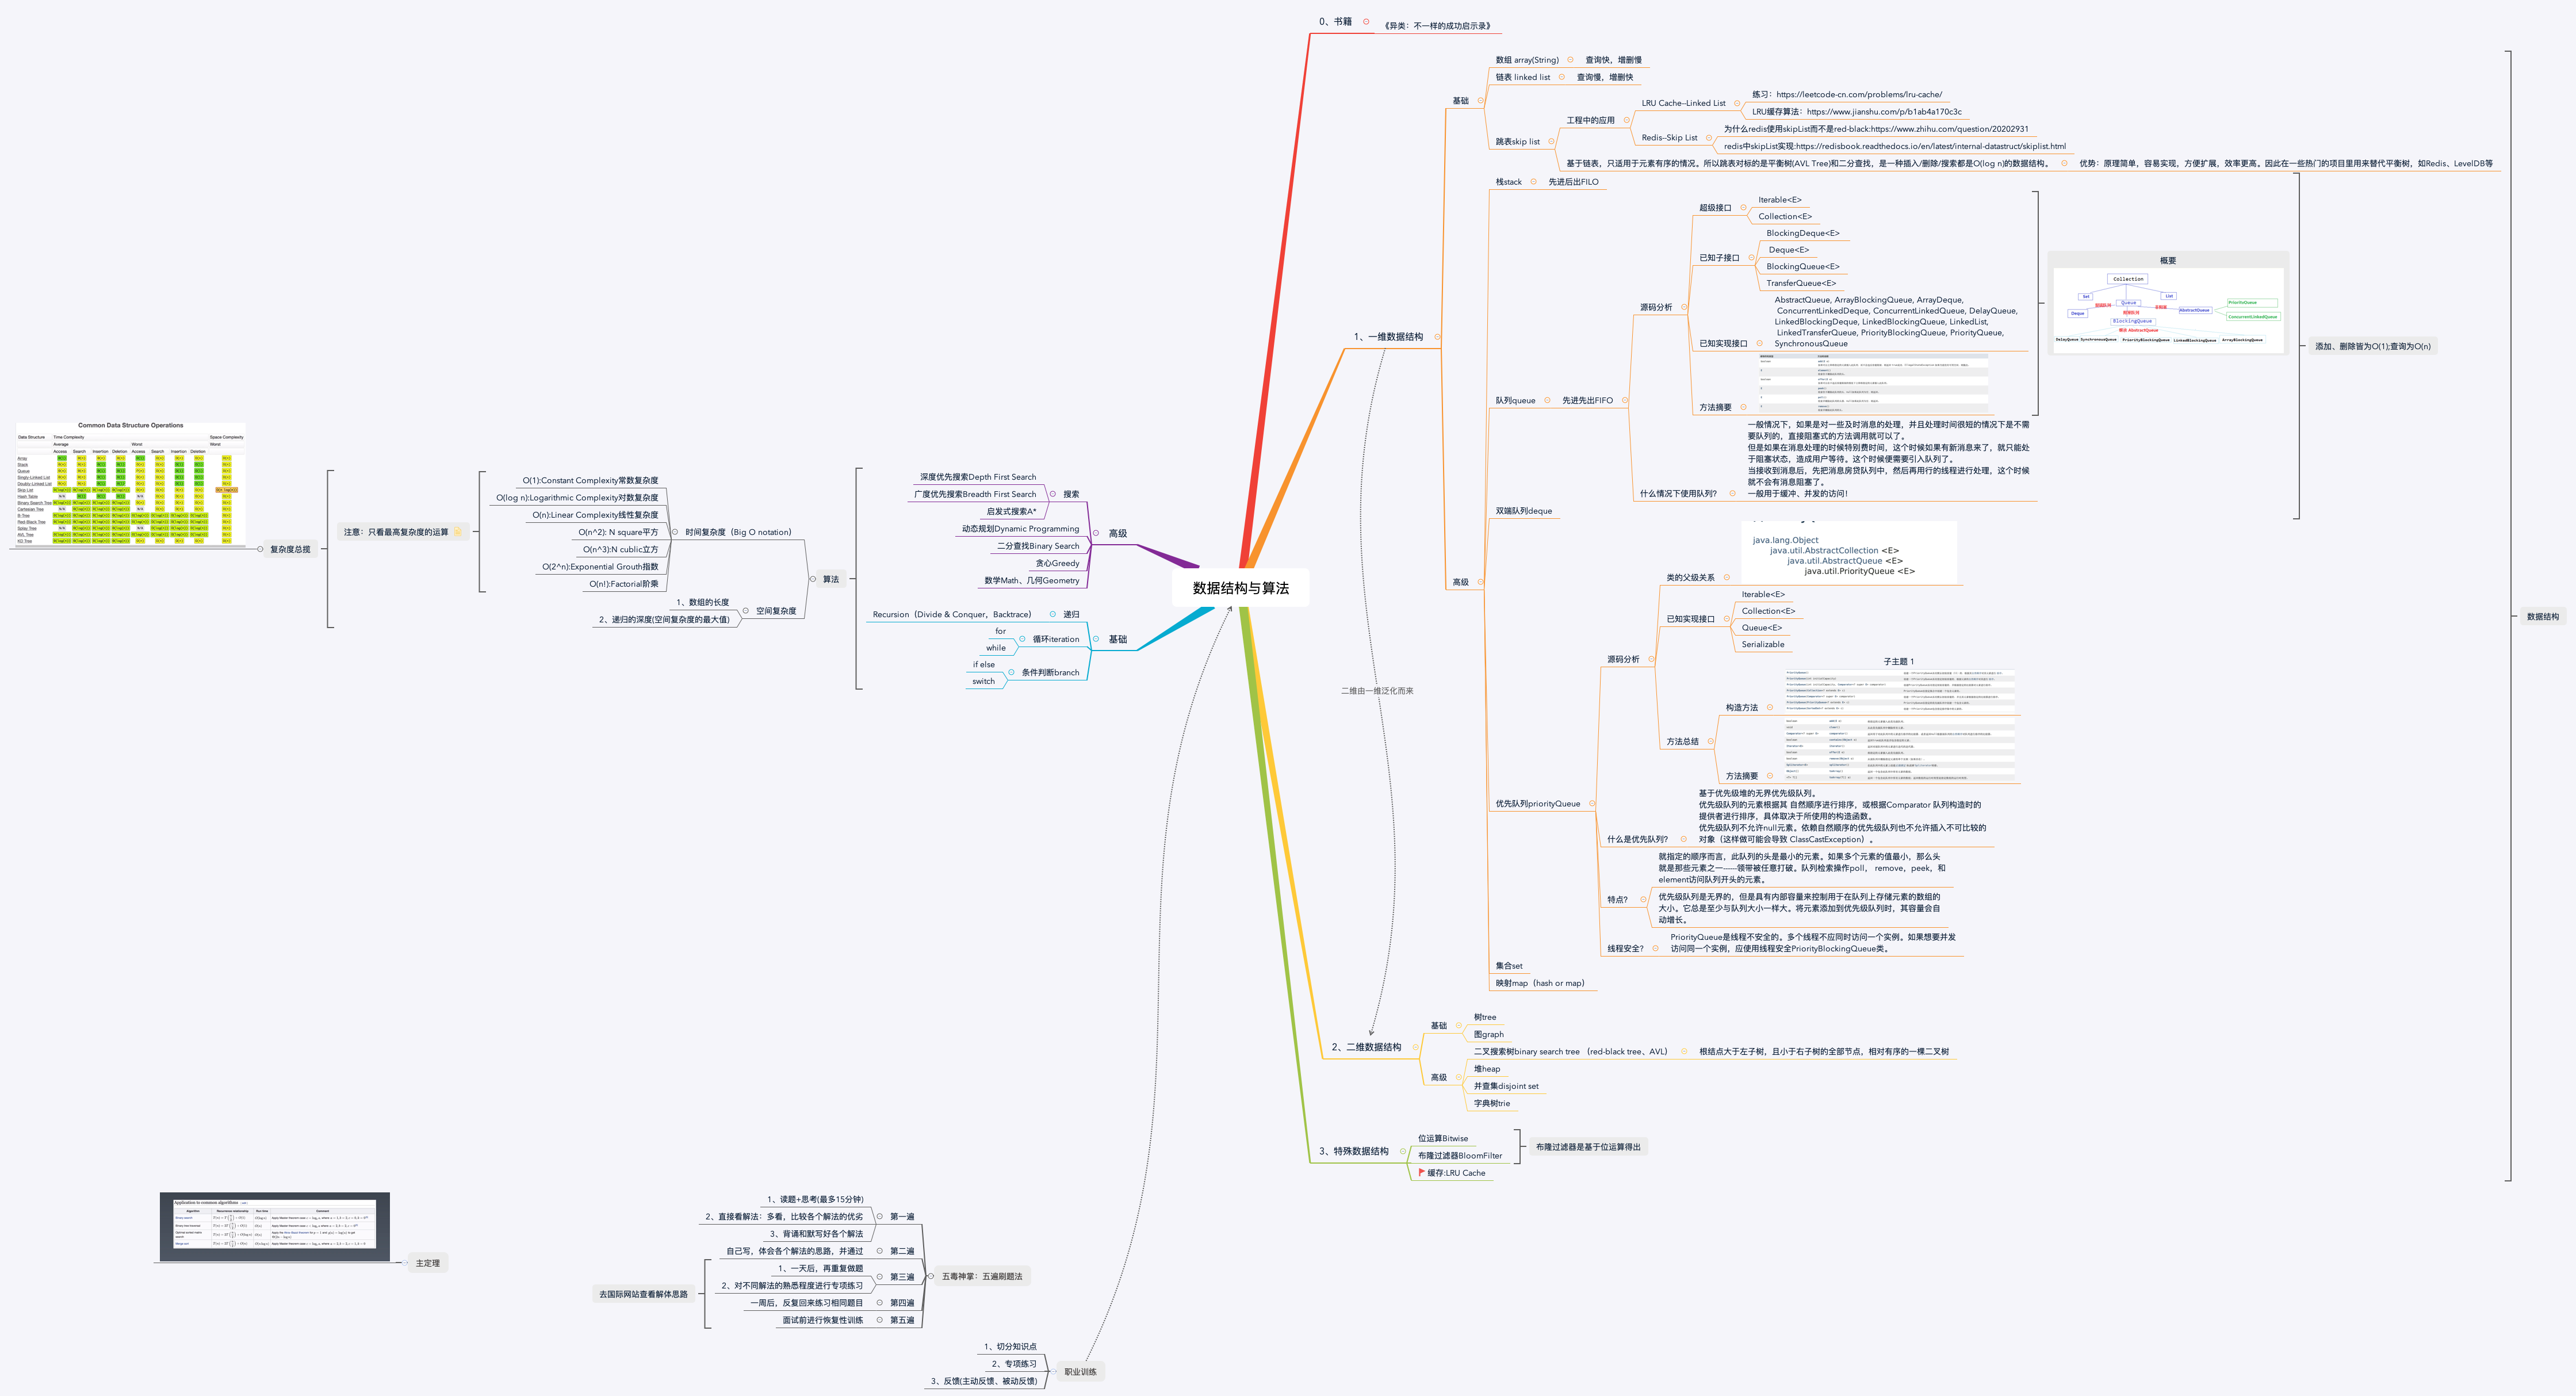 数据结构与算法
0、书籍
《异类：不一样的成功启示录》
1、一维数据结构
基础
数组 array(String)
查询快，增删慢
链表 linked list
查询慢，增删快
跳表skip list
工程中的应用
LRU Cache--Linked List
练习：https://leetcode-cn.com/problems/lru-cache/
LRU缓存算法：https://www.jianshu.com/p/b1ab4a170c3c
Redis--Skip List
为什么redis使用skipList而不是red-black:https://www.zhihu.com/question/20202931
redis中skipList实现:https://redisbook.readthedocs.io/en/latest/internal-datastruct/skiplist.html
基于链表，只适用于元素有序的情况。所以跳表对标的是平衡树(AVL Tree)和二分查找，是一种插入/删除/搜索都是O(log n)的数据结构。
优势：原理简单，容易实现，方便扩展，效率更高。因此在一些热门的项目里用来替代平衡树，如Redis、LevelDB等
高级
栈stack
先进后出FILO
队列queue
先进先出FIFO
源码分析
超级接口
Iterable<E>
Collection<E>
已知子接口
BlockingDeque<E>
Deque<E>
BlockingQueue<E>
TransferQueue<E>
已知实现接口
AbstractQueue, ArrayBlockingQueue, ArrayDeque,
ConcurrentLinkedDeque, ConcurrentLinkedQueue, DelayQueue,
LinkedBlockingDeque, LinkedBlockingQueue, LinkedList,
LinkedTransferQueue, PriorityBlockingQueue, PriorityQueue,
SynchronousQueue
方法摘要
什么情况下使用队列？
一般情况下，如果是对一些及时消息的处理，并且处理时间很短的情况下是不需
要队列的，直接阻塞式的方法调用就可以了。
但是如果在消息处理的时候特别费时间，这个时候如果有新消息来了，就只能处
于阻塞状态，造成用户等待。这个时候便需要引入队列了。
当接收到消息后，先把消息房贷队列中，然后再用行的线程进行处理，这个时候
就不会有消息阻塞了。
一般用于缓冲、并发的访问！
概要
Collection
Set
Queue
List
Deque
AbstractQueue
PriorityQueue
ConcurrentLinkedQueue
BlockingQueue
DelayQueue
SynchronousQueue
PriorityBlockingQueue
LinkedBlockingQueue
ArrayBlockingQueue
添加、删除皆为O(1);查询为O(n)
双端队列deque
优先队列priorityQueue
源码分析
类的父级关系
java.lang.Object
java.util.AbstractCollection <E>
java.util.AbstractQueue <E>
java.util.PriorityQueue <E>
已知实现接口
Iterable<E>
Collection<E>
Queue<E>
Serializable
方法总结
构造方法
子主题 1
方法摘要
什么是优先队列？
基于优先级堆的无界优先级队列。
优先级队列的元素根据其 自然顺序进行排序，或根据Comparator 队列构造时的
提供者进行排序，具体取决于所使用的构造函数。
优先级队列不允许null元素。依赖自然顺序的优先级队列也不允许插入不可比较的
对象（这样做可能会导致 ClassCastException）。
特点？
就指定的顺序而言，此队列的头是最小的元素。如果多个元素的值最小，那么头
就是那些元素之一——领带被任意打破。队列检索操作poll， remove，peek，和
element访问队列开头的元素。
优先级队列是无界的，但是具有内部容量来控制用于在队列上存储元素的数组的
大小。它总是至少与队列大小一样大。将元素添加到优先级队列时，其容量会自
动增长。
线程安全？
PriorityQueue是线程不安全的。多个线程不应同时访问一个实例。如果想要并发
访问同一个实例，应使用线程安全PriorityBlockingQueue类。
集合set
映射map（hash or map）
二维由一维泛化而来
2、二维数据结构
基础
树tree
图graph
高级
二叉搜索树binary search tree （red-black tree、AVL）
根结点大于左子树，且小于右子树的全部节点，相对有序的一棵二叉树
堆heap
并查集disjoint set
字典树trie
3、特殊数据结构
位运算Bitwise
布隆过滤器BloomFilter
缓存:LRU Cache
布隆过滤器是基于位运算得出
数据结构
高级
搜索
深度优先搜索Depth First Search
广度优先搜索Breadth First Search
启发式搜索A*
动态规划Dynamic Programming
二分查找Binary Search
贪心Greedy
数学Math、几何Geometry
基础
递归
Recursion（Divide & Conquer，Backtrace）
循环iteration
for
while
条件判断branch
if else
switch
算法
时间复杂度（Big O notation）
O(1):Constant Complexity常数复杂度
O(log n):Logarithmic Complexity对数复杂度
O(n):Linear Complexity线性复杂度
O(n^2): N square平方
O(n^3):N cublic立方
O(2^n):Exponential Grouth指数
O(n!):Factorial阶乘
空间复杂度
1、数组的长度
2、递归的深度(空间复杂度的最大值)
注意：只看最高复杂度的运算
复杂度总揽
Common Data Structure Operations
Data Structure
Time Complexity
Space Complexity
Average
Worst
Worst
Access Search Insertion Deletion Access Search Insertion Deletion
Array
Stack
Queue
Singly-Linked List
Doubly-Linked List
Skip List
Hash Table
Binary Search Tree
Cartesian Tree
B-Tree
Red-Black Tree
Splay Tree
AVL Tree
KD Tree
主定理
Application to common algorithms
Algorithm
Recurrence relationship
Run time
Comment
五毒神掌：五遍刷题法
第一遍
1、读题+思考(最多15分钟)
2、直接看解法：多看，比较各个解法的优劣
3、背诵和默写好各个解法
第二遍
自己写，体会各个解法的思路，并通过
第三遍
1、一天后，再重复做题
2、对不同解法的熟悉程度进行专项练习
第四遍
一周后，反复回来练习相同题目
第五遍
面试前进行恢复性训练
去国际网站查看解体思路
职业训练
1、切分知识点
2、专项练习
3、反馈(主动反馈、被动反馈)